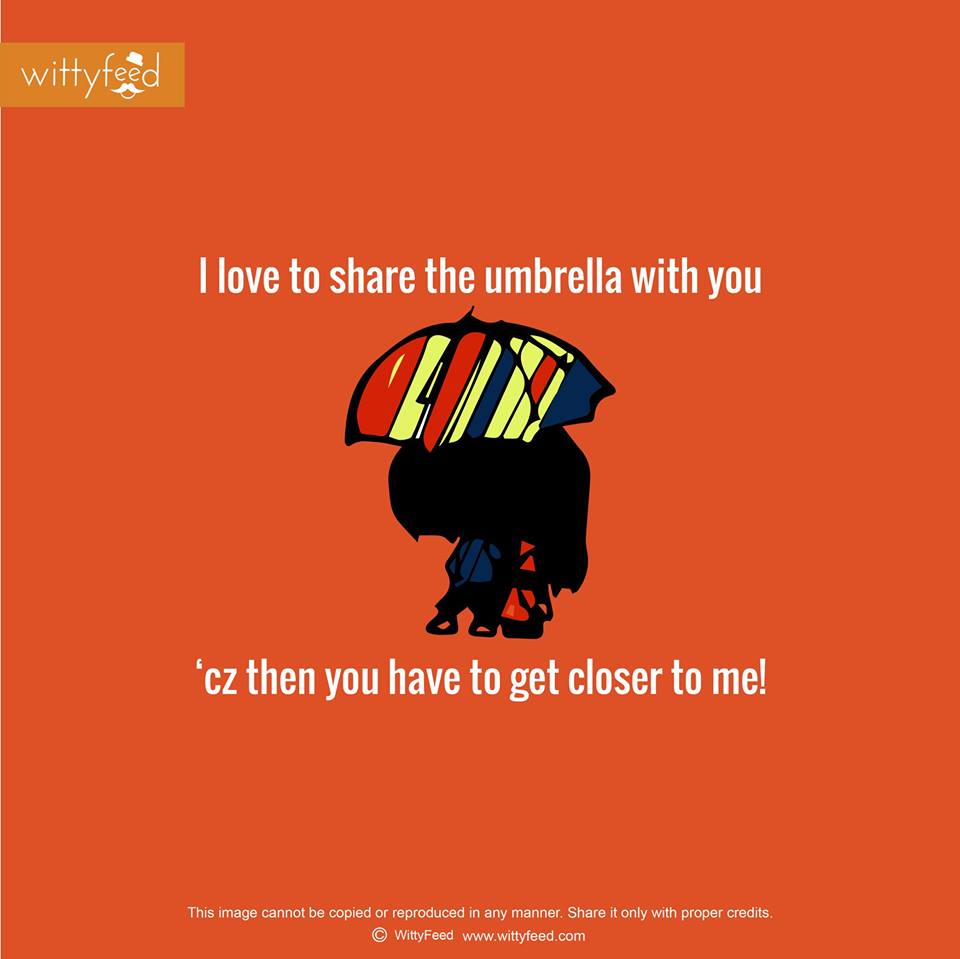 wittyfeed
I love to share the umbrella with you
‘cz then you have to get closer to me!
This image cannot be copied or reproduced in any manner. Share it only with proper credits.
© WittyFeed www.wittyfeed.com